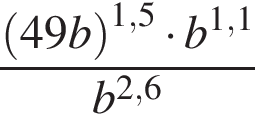 (49b)^{1,5} · b^{1,1}
b^{2,6}